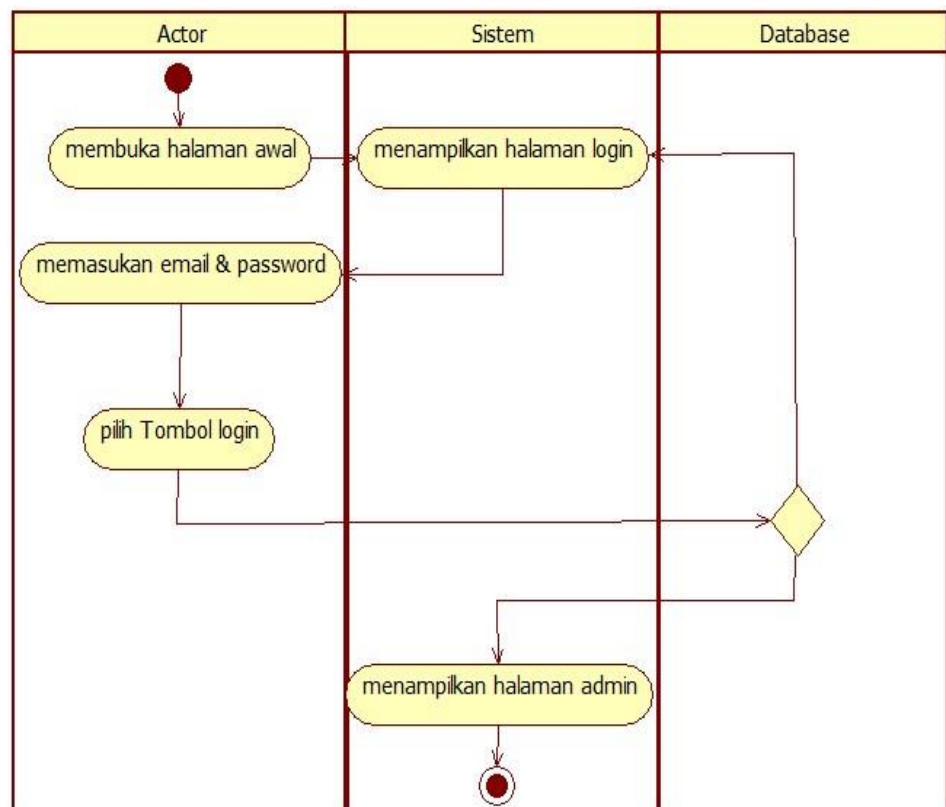 Actor
Sistem
Database
membuka halaman awal
menampilkan halaman login
memasukan email & password
pilih Tombol login
menampilkan halaman admin